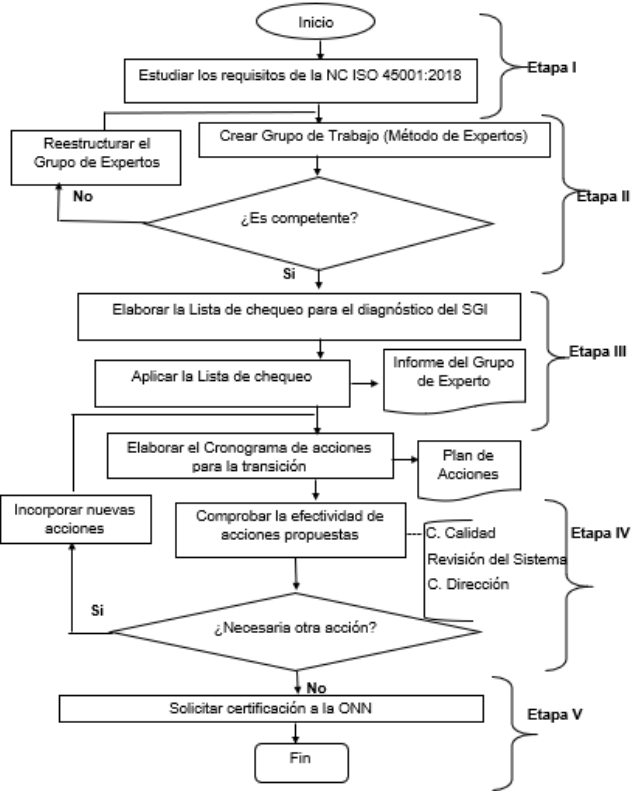 Inicio
Etapa I
Estudiar los requisitos de la NC ISO 45001:2018
Crear Grupo de Trabajo (Método de Expertos)
Reestructurar el
Grupo de Expertos
No
Etapa II
¿Es competente?
Si
Elaborar la Lista de chequeo para el diagnóstico del SGI
Etapa III
Aplicar la Lista de chequeo
Informe del Grupo
de Experto
Elaborar el Cronograma de acciones
para la transición
Plan de
Acciones
Incorporar nuevas
acciones
Comprobar la efectividad de
acciones propuestas
C. Calidad
Revisión del Sistema
C. Dirección
Etapa IV
Si
¿Necesaria otra acción?
No
Solicitar certificación a la ONN
Etapa V
Fin